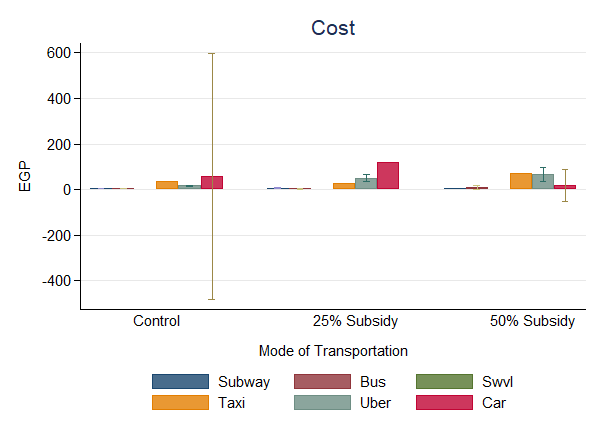 Cost
600
400
200
0
-200
-400
EGP
Control 25% Subsidy 50% Subsidy
Mode of Transportation
Subway Bus Swvl
Taxi Uber Car